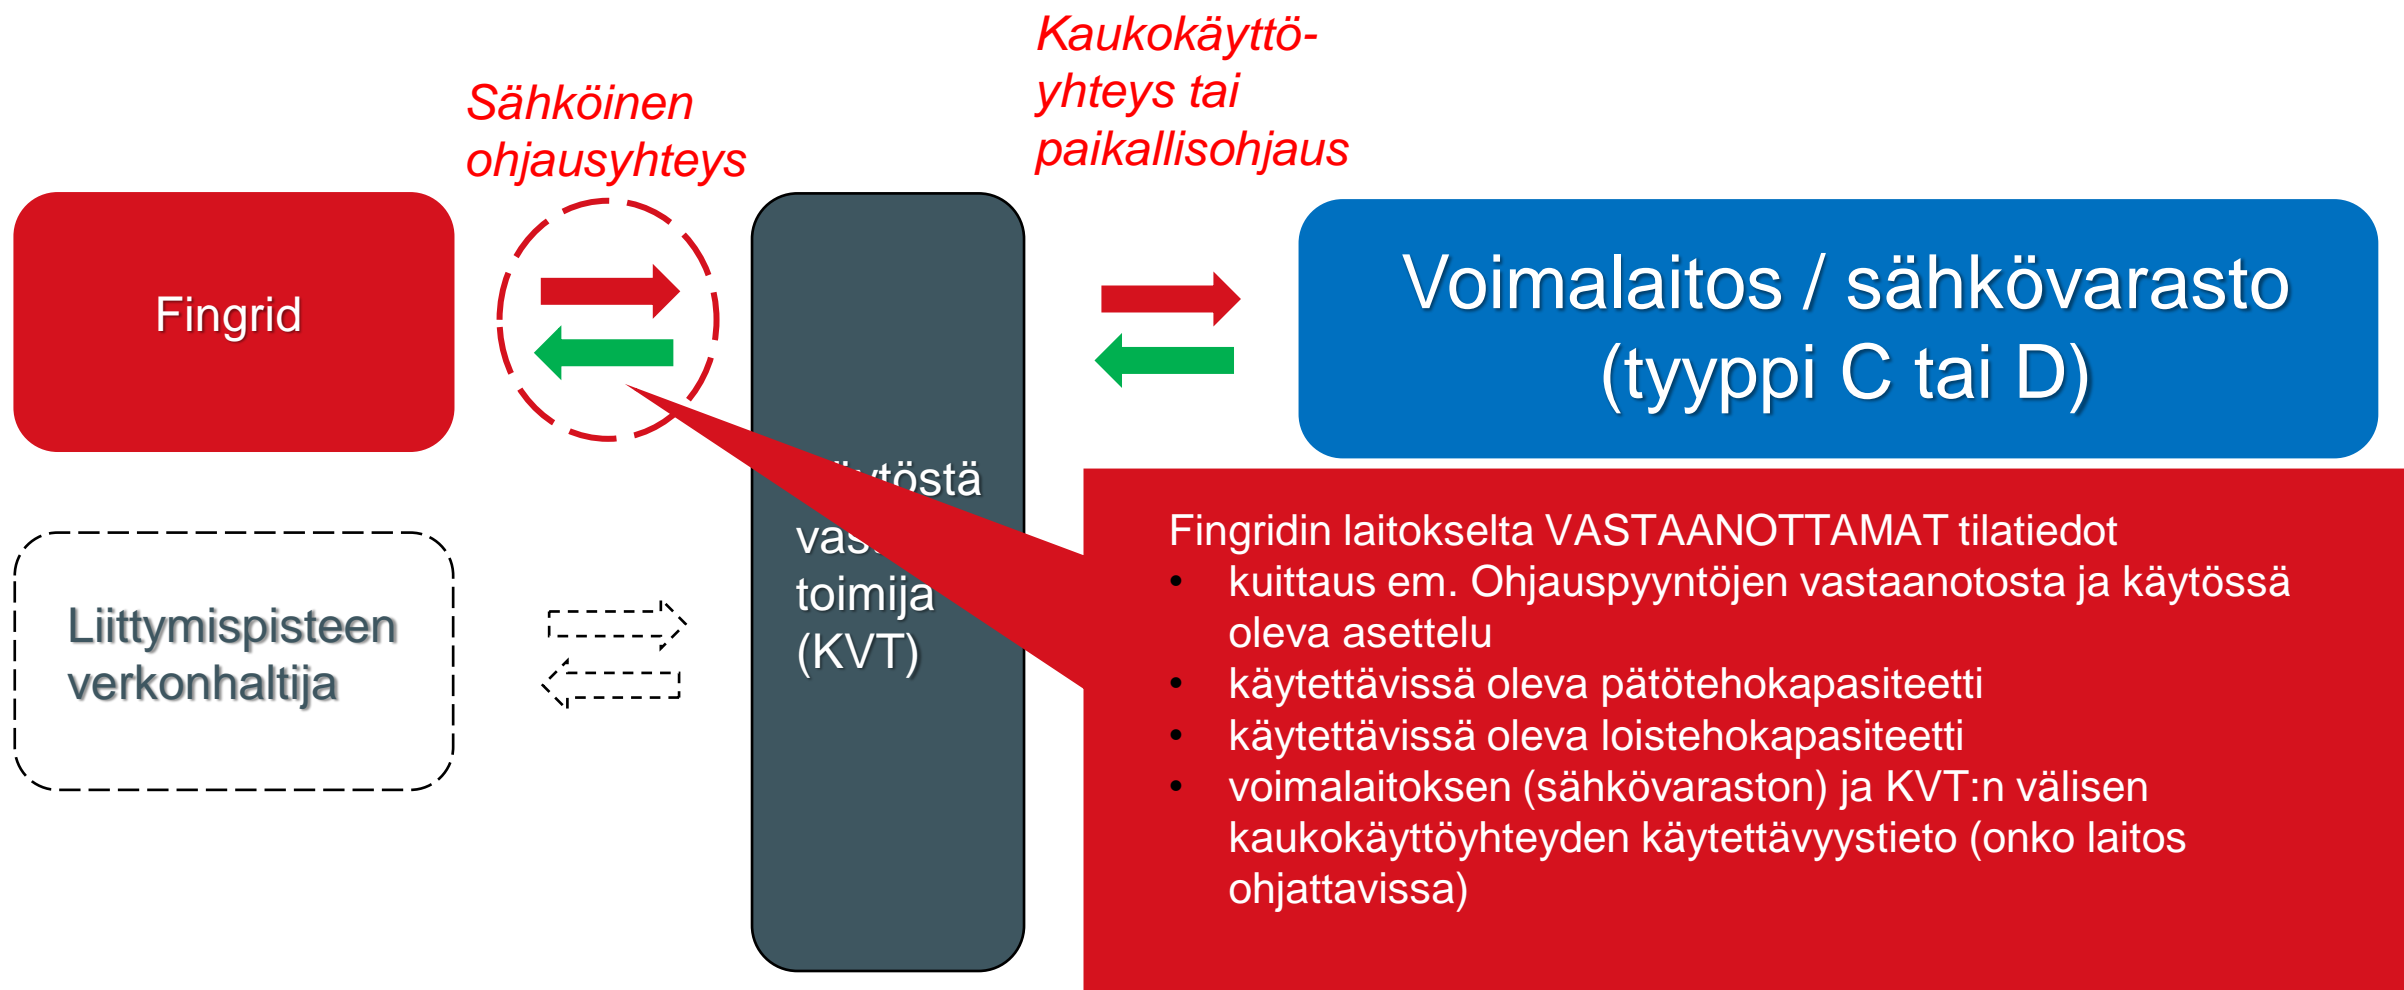 Kaukokäyttö-
yhteys tai
paikallisohjaus
Sähköinen
ohjausyhteys
Fingrid
Voimalaitos / sähkövarasto
(tyyppi C tai D)
toimija
(KVT)
Liittymispisteen
verkonhaltija
Fingridin laitokselta VASTAANOTTAMAT tilatiedot
• kuittaus em. Ohjauspyyntöjen vastaanotosta ja käytössä
oleva asettelu
• käytettävissä oleva pätötehokapasiteetti
• käytettävissä oleva loistehokapasiteetti
• voimalaitoksen (sähkövaraston) ja KVT:n välisen
kaukokäyttöyhteyden käytettävyystieto (onko laitos
ohjattavissa)